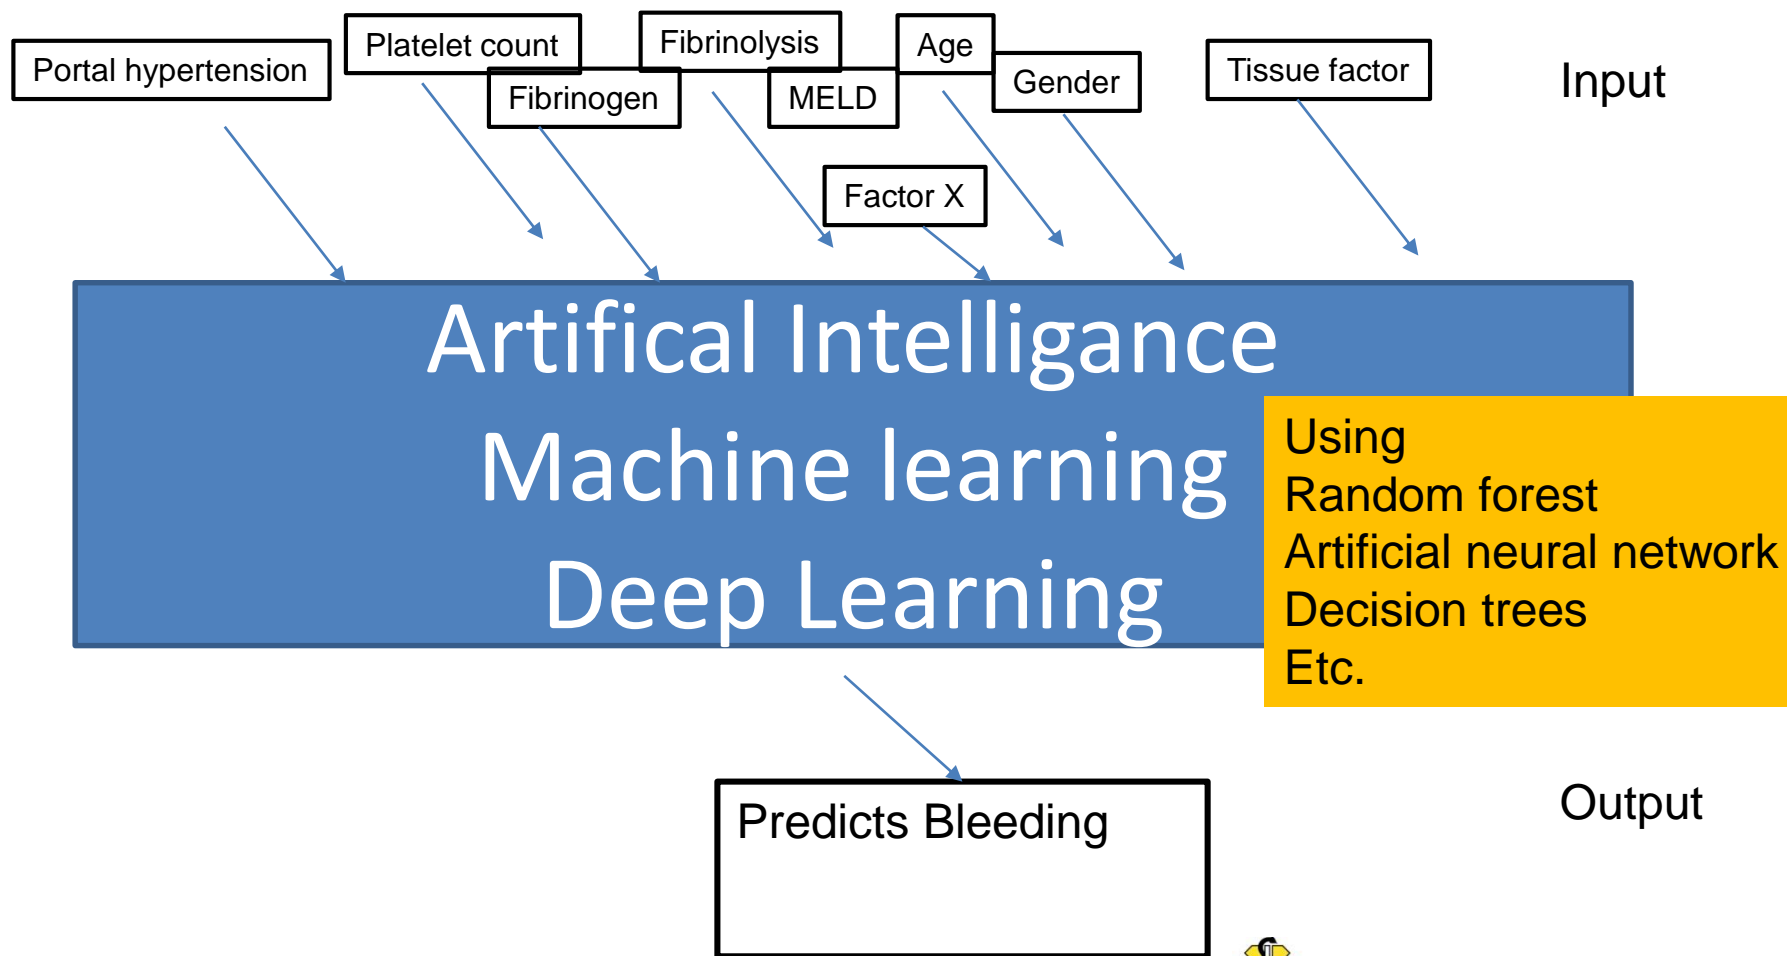 Portal hypertension
Platelet count
Fibrinogen
Fibrinolysis
MELD
Age
Gender
Factor X
Tissue factor
Input
Artifical Intelligance
Machine learning
Deep Learning
Using
Random forest
Artificial neural network
Decision trees
Etc.
Predicts Bleeding
Output